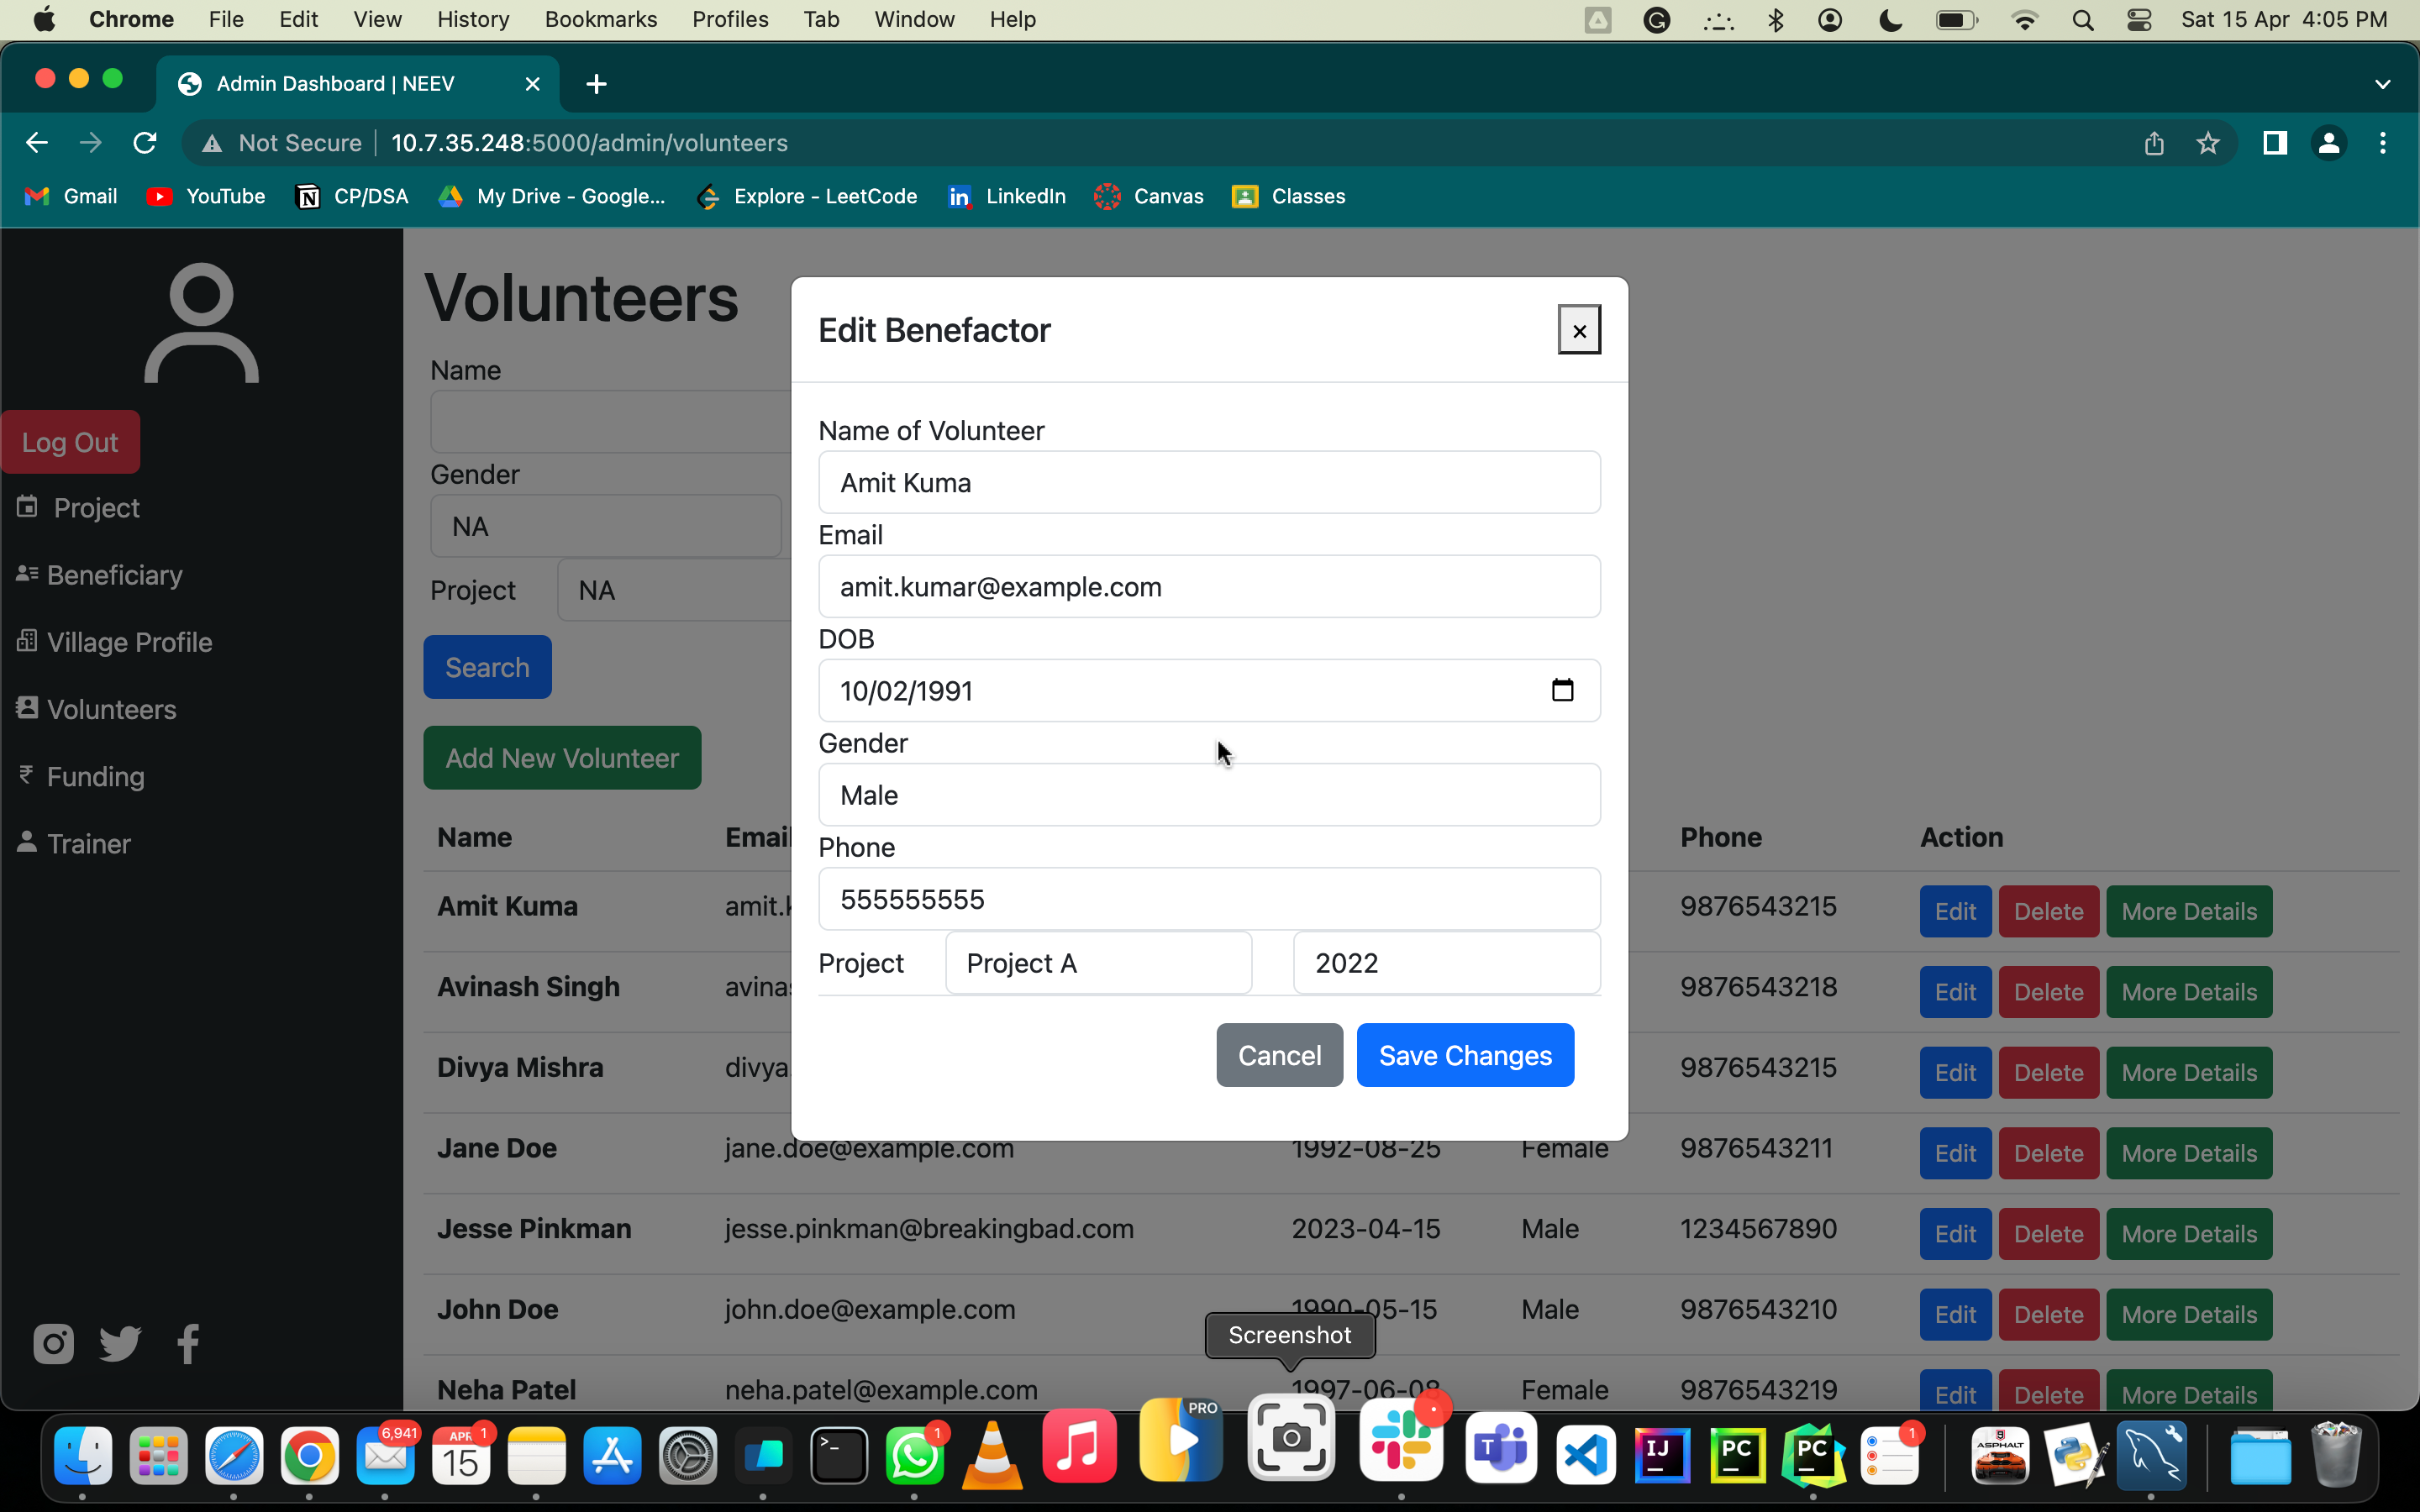 Chrome File Edit View History Bookmarks Profiles Tab Window Help Sat 15 Apr 4:05 PM
Admin Dashboard | NEEV
Not Secure 10.7.35.248:5000/admin/volunteers
Gmail YouTube CP/DSA My Drive - Google... Explore - LeetCode LinkedIn Canvas Classes
Log Out
Project
Beneficiary
Village Profile
Volunteers
Funding
Trainer
Volunteers
Name
Gender
NA
Project NA
Search
Add New Volunteer
Edit Benefactor
×
Name of Volunteer
Amit Kuma
Email
amit.kumar@example.com
DOB
10/02/1991
Gender
Male
Phone
555555555
Project Project A 2022
Cancel Save Changes
Name Email Phone Action
Amit Kuma amit.k 9876543215 Edit Delete More Details
Avinash Singh avinas 9876543218 Edit Delete More Details
Divya Mishra divya. 9876543215 Edit Delete More Details
Jane Doe jane.doe@example.com 1992-08-25 Female 9876543211 Edit Delete More Details
Jesse Pinkman jesse.pinkman@breakingbad.com 2023-04-15 Male 1234567890 Edit Delete More Details
John Doe john.doe@example.com 1990-05-15 Male 9876543210 Edit Delete More Details
Neha Patel neha.patel@example.com 1997-06-08 Female 9876543219 Edit Delete More Details
Screenshot
6,941 APR 15 1 1 PRO T IJ PC PC 1 9 ASPHALT